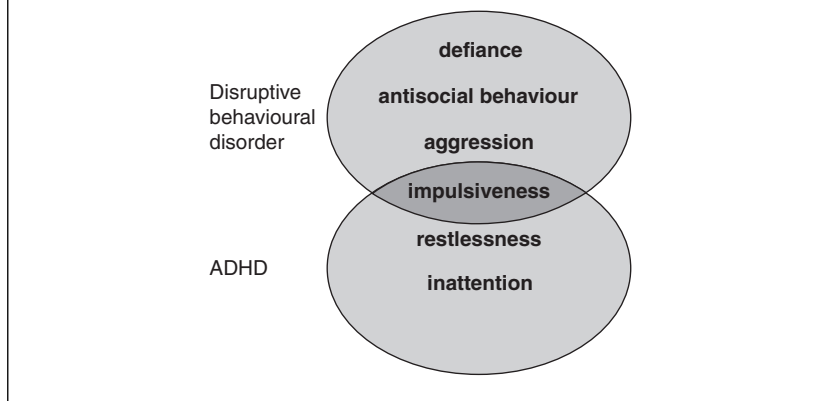 defiance
Disruptive
behavioural
disorder
antisocial behaviour
aggression
impulsiveness
restlessness
ADHD
inattention